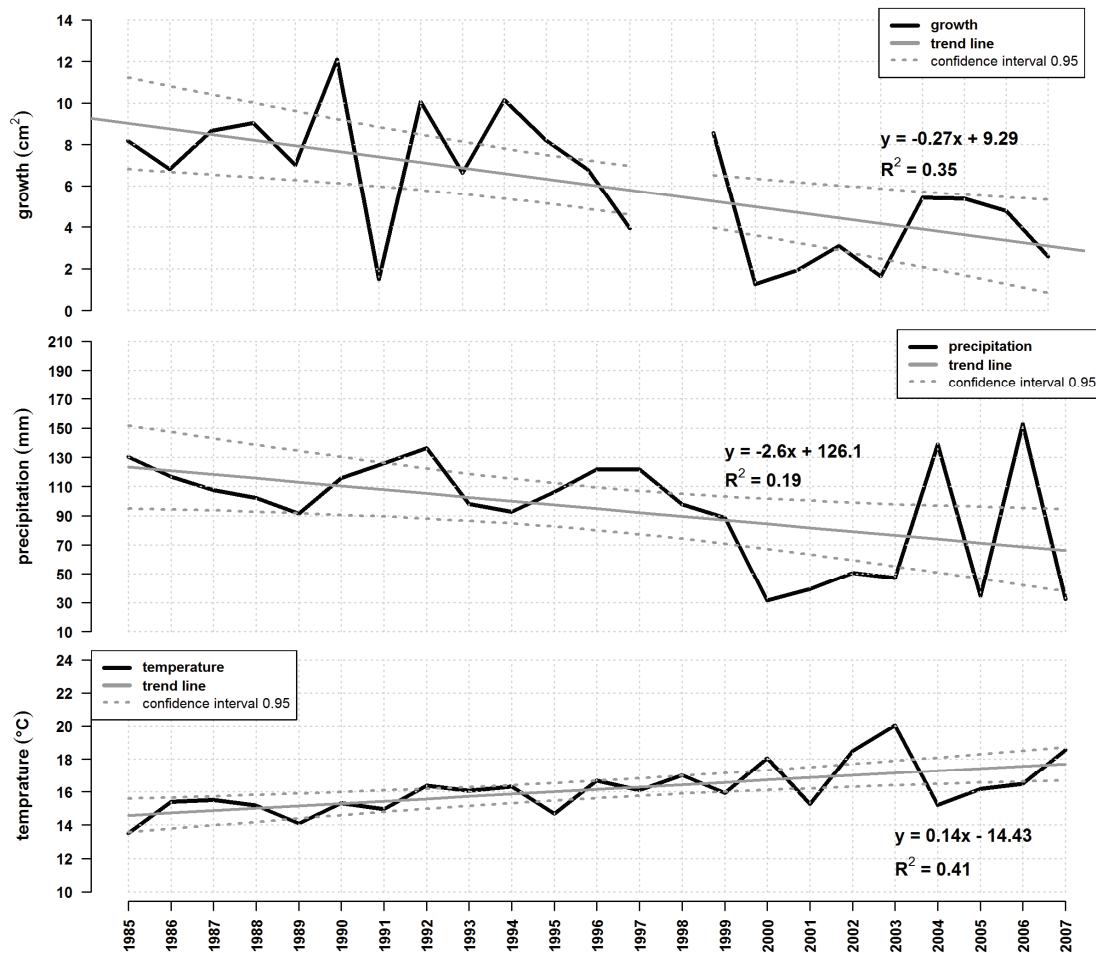 14
12
10
8
6
4
2
0
growth (cm²)
growth
trend line
confidence interval 0.95
y = -0.27x + 9.29
R² = 0.35
210
190
170
150
130
110
90
70
50
30
10
precipitation (mm)
precipitation
trend line
confidence interval 0.95
y = -2.6x + 126.1
R² = 0.19
24
22
20
18
16
14
12
10
temprature (°C)
temperature
trend line
confidence interval 0.95
y = 0.14x - 14.43
R² = 0.41
1985
1986
1987
1988
1989
1990
1991
1992
1993
1994
1995
1996
1997
1998
1999
2000
2001
2002
2003
2004
2005
2006
2007